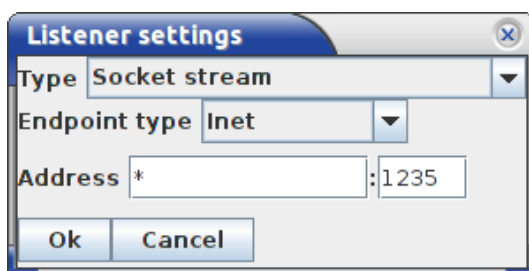 Listener settings
Type Socket stream
Endpoint type Inet
Address * : 1235
Ok Cancel